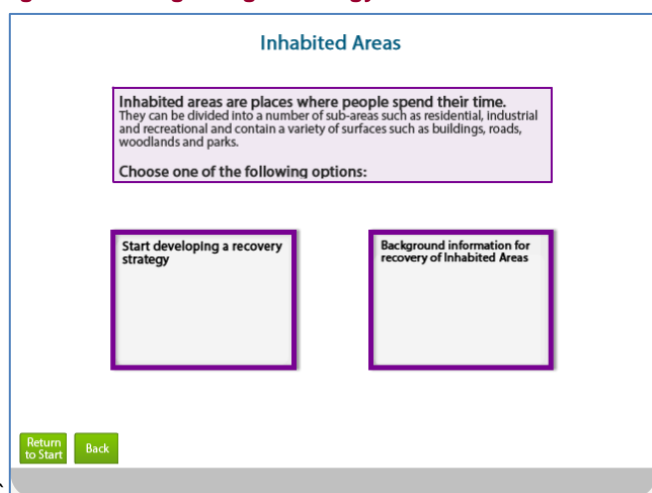 Inhabited Areas
Inhabited areas are places where people spend their time.
They can be divided into a number of sub-areas such as residential, industrial
and recreational and contain a variety of surfaces such as buildings, roads,
woodlands and parks.
Choose one of the following options:
Start developing a recovery
strategy
Background information for
recovery of Inhabited Areas
Return
to Start
Back